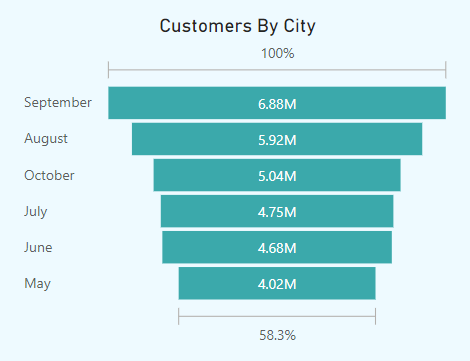 Customers By City
100%
September 6.88M
August 5.92M
October 5.04M
July 4.75M
June 4.68M
May 4.02M
58.3%